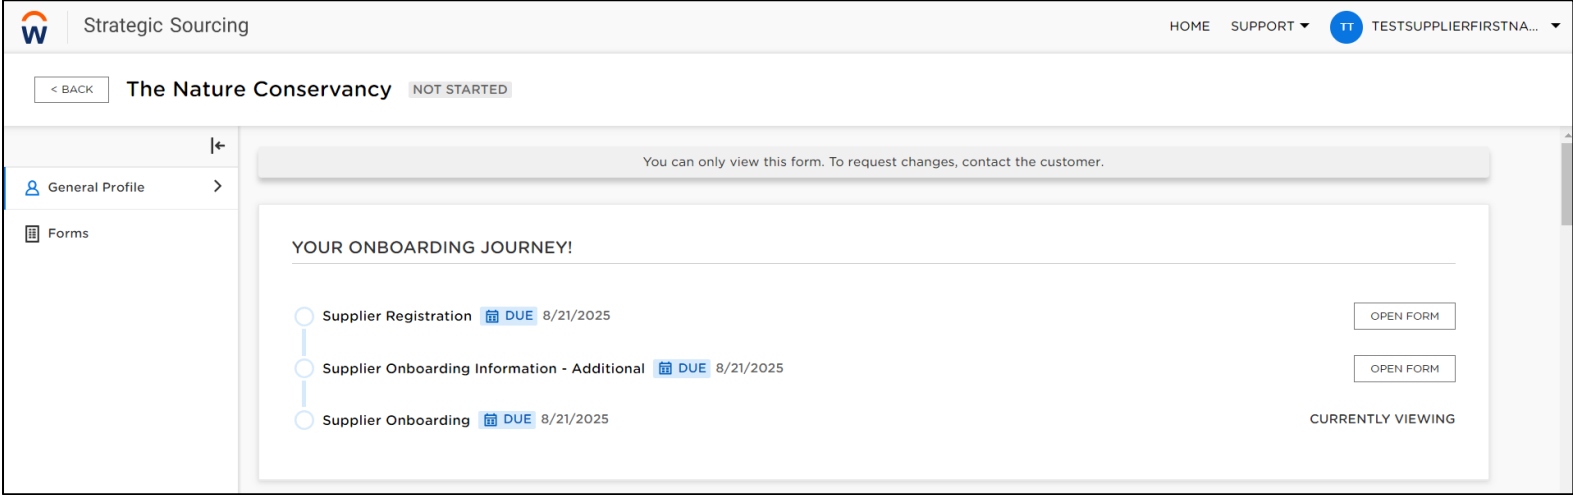 Strategic Sourcing
HOME SUPPORT TT TESTSUPPLIERFIRSTNA...
< BACK The Nature Conservancy NOT STARTED
General Profile
Forms
You can only view this form. To request changes, contact the customer.
YOUR ONBOARDING JOURNEY!
Supplier Registration DUE 8/21/2025 OPEN FORM
Supplier Onboarding Information - Additional DUE 8/21/2025 OPEN FORM
Supplier Onboarding DUE 8/21/2025 CURRENTLY VIEWING